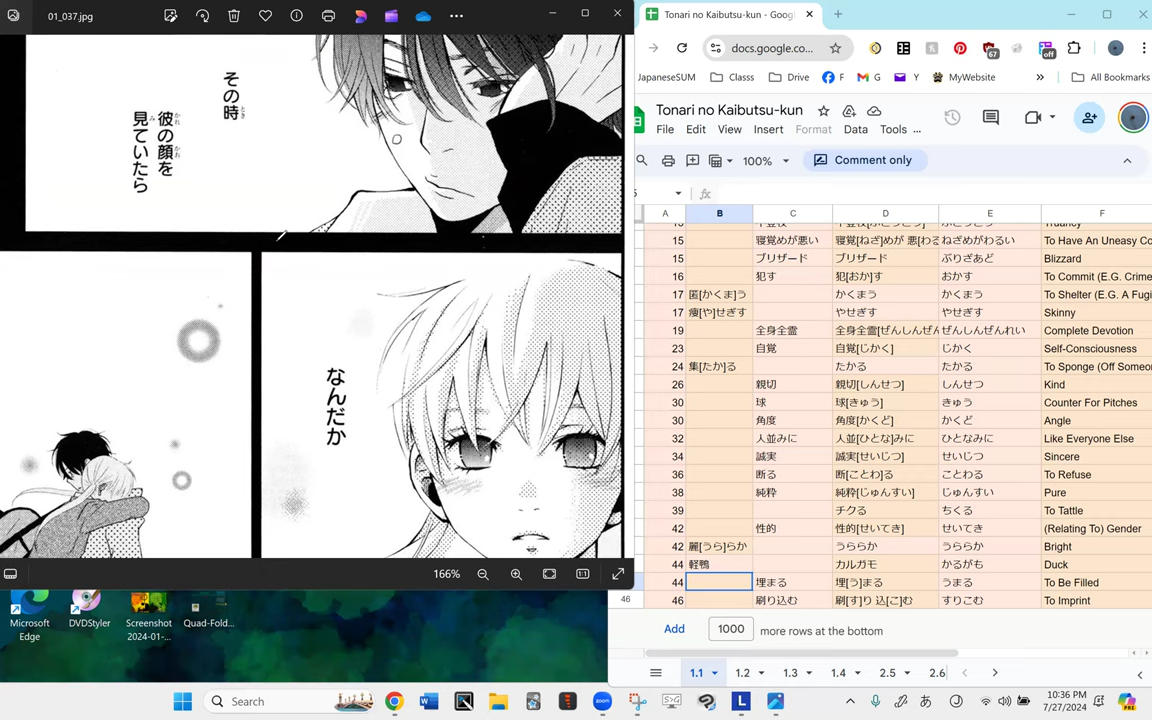 01_037.jpg
その時
とき
彼の顔を
かれ かお
見ていたら
み
なんだか
166%
Microsoft Edge
DVDStyler
Screenshot 2024-01-...
Quad-Fold...
Tonari no Kaibutsu-kun - Goog
docs.google.co...
67
off
JapaneseSUM
Classs
Drive
F
G
Y
MyWebsite
»
All Bookmarks
Tonari no Kaibutsu-kun
File Edit View Insert Format Data Tools ...
100%
Comment only
fx
A B C D E F
15 寝覚めが悪い 寝覚[ねざ]めが 悪[わる ねざめがわるい To Have An Uneasy Co
15 ブリザード ブリザード ぶりざあど Blizzard
16 犯す 犯[おか]す おかす To Commit (E.G. Crime
17 匿[かくま]う かくまう かくまう To Shelter (E.G. A Fugi
17 痩[や]せぎす やせぎす やせぎす Skinny
19 全身全霊 全身全霊[ぜんしんぜん ぜんしんぜんれい Complete Devotion
23 自覚 自覚[じかく] じかく Self-Consciousness
24 集[たか]る たかる たかる To Sponge (Off Someo
26 親切 親切[しんせつ] しんせつ Kind
30 球 球[きゅう] きゅう Counter For Pitches
30 角度 角度[かくど] かくど Angle
32 人並みに 人並[ひとな]みに ひとなみに Like Everyone Else
34 誠実 誠実[せいじつ] せいじつ Sincere
36 断る 断[ことわ]る ことわる To Refuse
38 純粋 純粋[じゅんすい] じゅんすい Pure
39 チクる ちくる To Tattle
42 性的 性的[せいてき] せいてき (Relating To) Gender
42 麗[うら]らか うららか うららか Bright
44 軽鴨 カルガモ かるがも Duck
44 埋まる 埋[う]まる うまる To Be Filled
46 46 刷り込む 刷[す]り 込[こ]む すりこむ To Imprint
Add 1000 more rows at the bottom
1.1 1.2 1.3 1.4 2.5 2.6
Search
あ
10:36 PM
7/27/2024